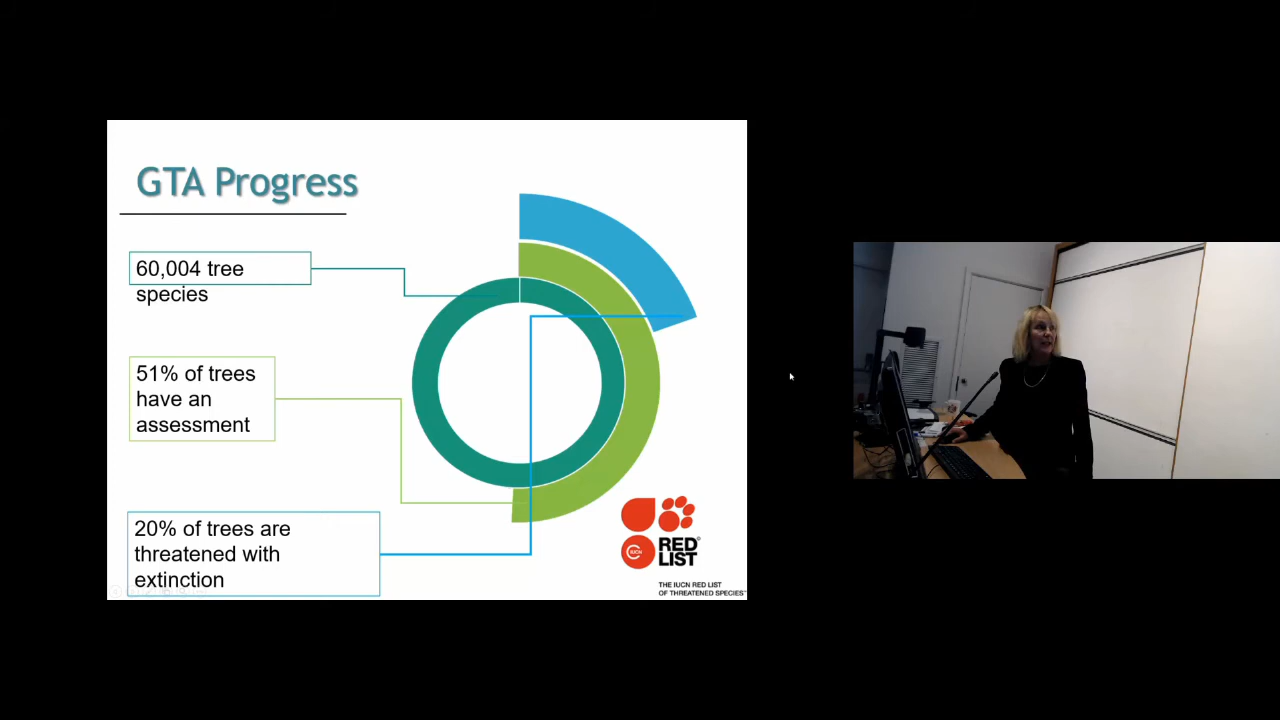 GTA Progress
60,004 tree
species
51% of trees
have an
assessment
20% of trees are
threatened with
extinction
IUCN
RED
LIST
THE IUCN RED LIST
OF THREATENED SPECIES™